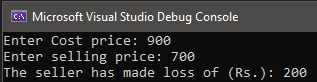 Microsoft Visual Studio Debug Console
Enter Cost price: 900
Enter selling price: 700
The seller has made loss of (Rs.): 200